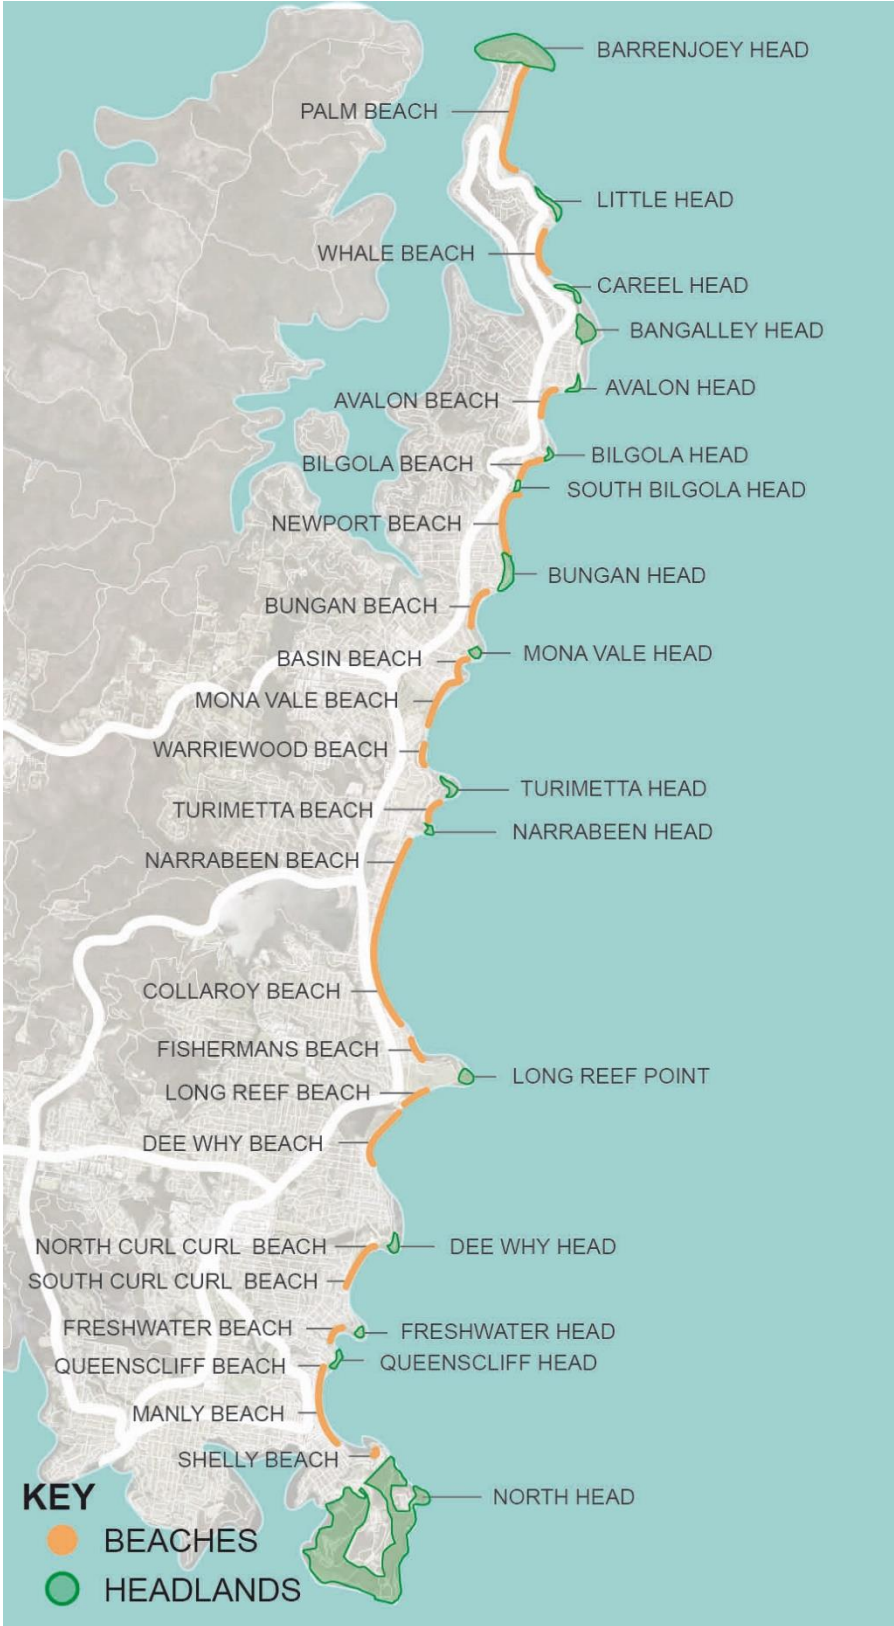 BARRENJOEY HEAD
PALM BEACH
LITTLE HEAD
WHALE BEACH
CAREEL HEAD
BANGALLEY HEAD
AVALON HEAD
AVALON BEACH
BILGOLA HEAD
BILGOLA BEACH
SOUTH BILGOLA HEAD
NEWPORT BEACH
BUNGAN HEAD
BUNGAN BEACH
MONA VALE HEAD
BASIN BEACH
MONA VALE BEACH
WARRIEWOOD BEACH
TURIMETTA HEAD
TURIMETTA BEACH
NARRABEEN HEAD
NARRABEEN BEACH
COLLAROY BEACH
FISHERMANS BEACH
LONG REEF POINT
LONG REEF BEACH
DEE WHY BEACH
NORTH CURL CURL BEACH
DEE WHY HEAD
SOUTH CURL CURL BEACH
FRESHWATER BEACH
FRESHWATER HEAD
QUEENSCLIFF HEAD
QUEENSCLIFF BEACH
MANLY BEACH
SHELLY BEACH
NORTH HEAD
KEY
BEACHES
HEADLANDS